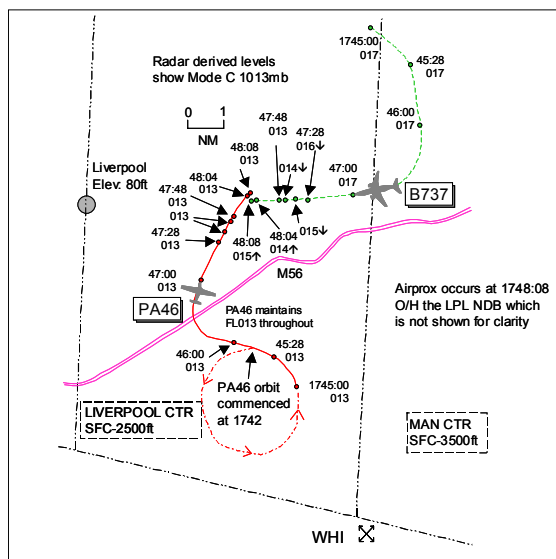 1745:00
017
45:28
017
Radar derived levels
show Mode C 1013mb
0 1
NM
47:48
013
47:28
016↓
46:00
017
48:08
013
014↓
48:04
013
47:00
017
Liverpool
Elev: 80ft
47:48
013
013
B737
47:28
013
48:08
015↑
48:04
014↑
015↓
M56
47:00
013
Airprox occurs at 1748:08
O/H the LPL NDB which
is not shown for clarity
PA46
PA46 maintains
FL013 throughout
46:00
013
45:28
013
1745:00
013
PA46 orbit
commenced
at 1742
LIVERPOOL CTR
SFC-2500ft
MAN CTR
SFC-3500ft
WHI